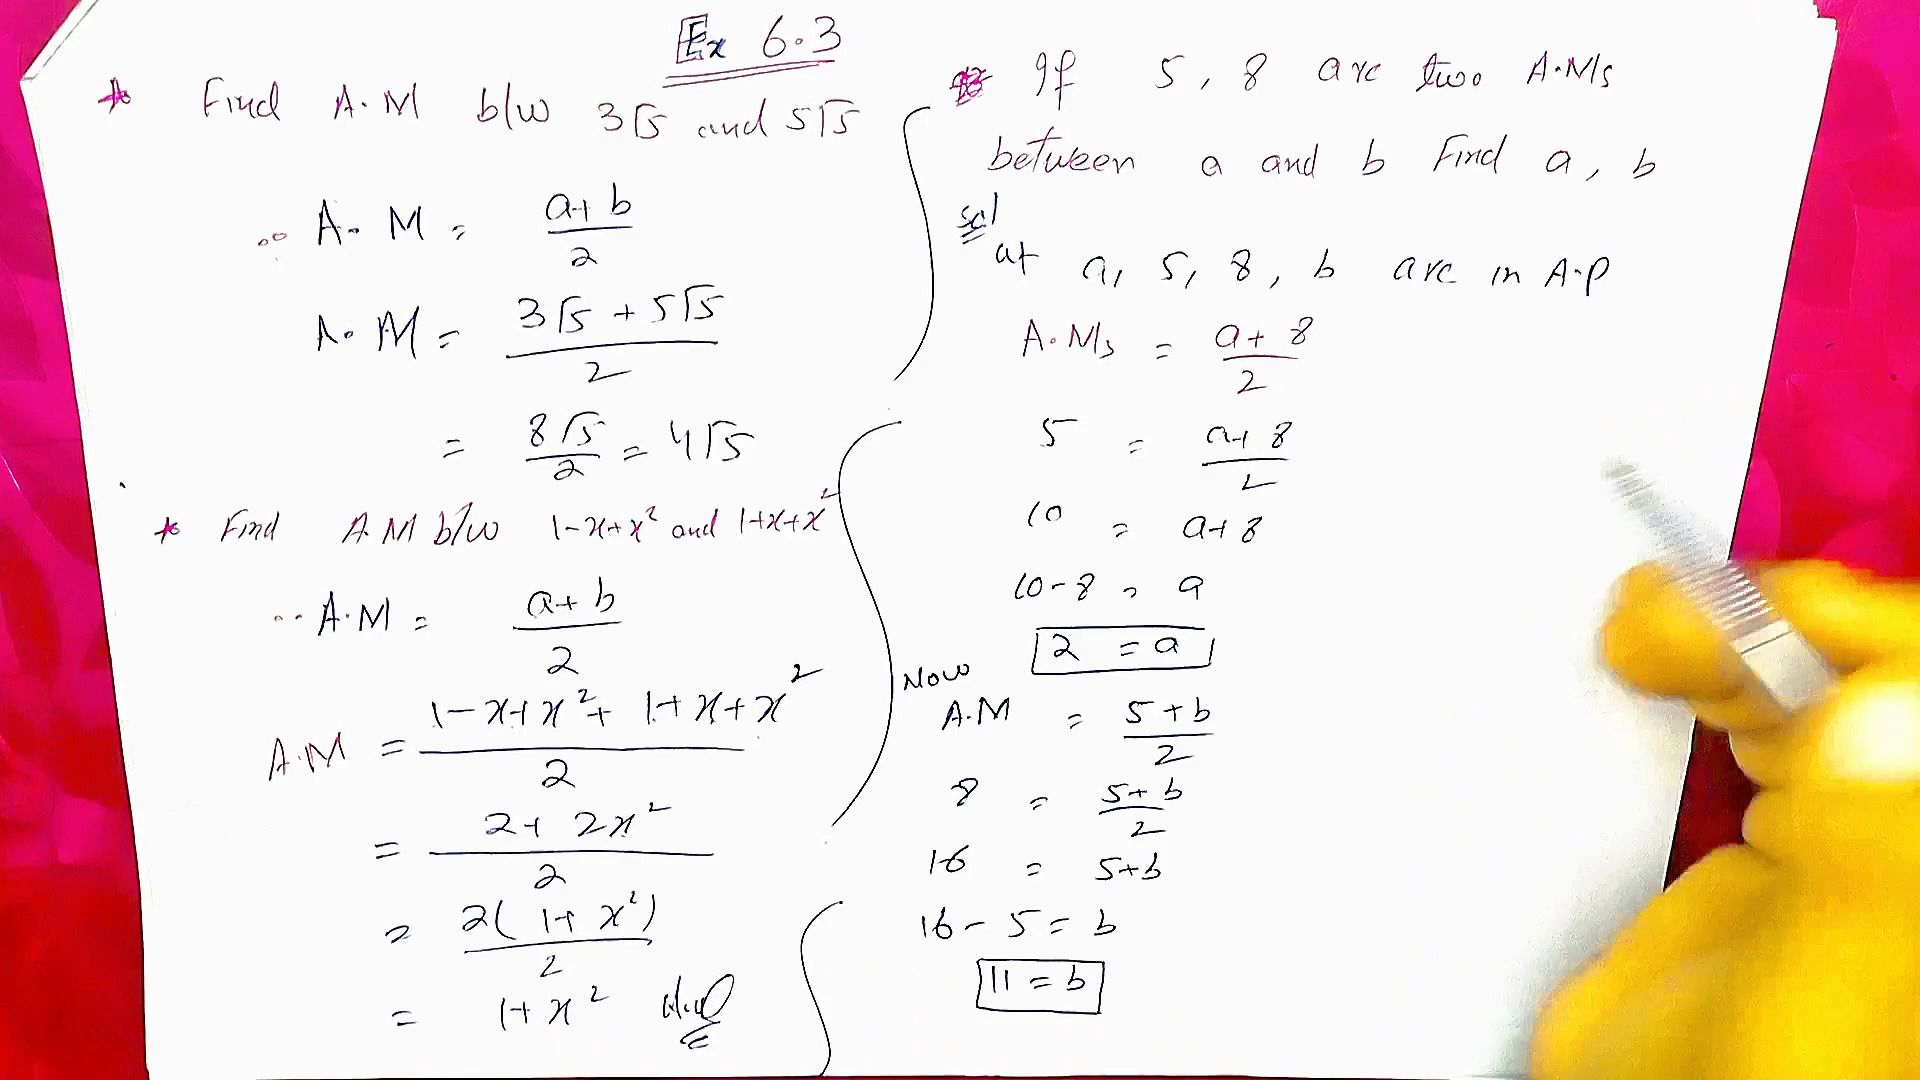 Ex 6.3
* Find A.M b/w 3√5 and 5√5
∵ A.M = a+b / 2
A.M = 3√5 + 5√5 / 2
= 8√5 / 2 = 4√5
* Find A.M b/w 1-x+x² and 1+x+x²
∵ A.M = a+b / 2
A.M = 1-x+x² + 1+x+x² / 2
= 2+2x² / 2
= 2(1+x²) / 2
= 1+x²
If 5, 8 are two A.Ms
between a and b Find a, b
Sol
a, 5, 8, b are in A.P
A.Ms = a+8 / 2
5 = a+8 / 2
10 = a+8
10-8 = a
2 = a
Now
A.M = 5+b / 2
8 = 5+b / 2
16 = 5+b
16-5 = b
11 = b